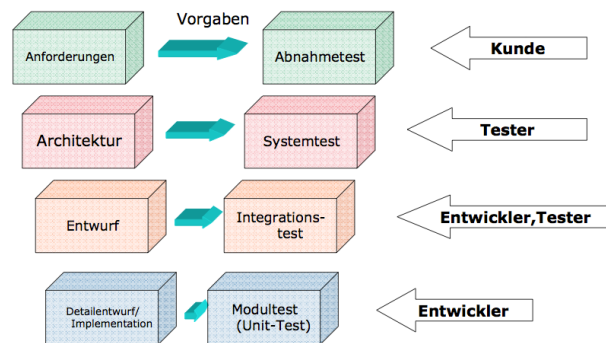 Vorgaben
Anforderungen
Abnahmetest
Kunde
Architektur
Systemtest
Tester
Entwurf
Integrations-
test
Entwickler,Tester
Detailentwurf/
Implementation
Modultest
(Unit-Test)
Entwickler